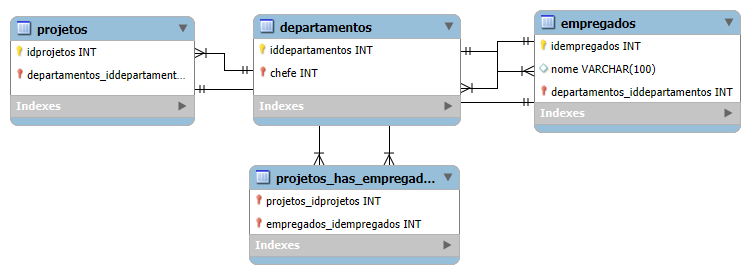 projetos
idprojetos INT
departamentos_iddepartament...
Indexes
departamentos
iddepartamentos INT
chefe INT
Indexes
empregados
idempregados INT
nome VARCHAR(100)
departamentos_iddepartamentos INT
Indexes
projetos_has_empregad...
projetos_idprojetos INT
empregados_idempregados INT
Indexes